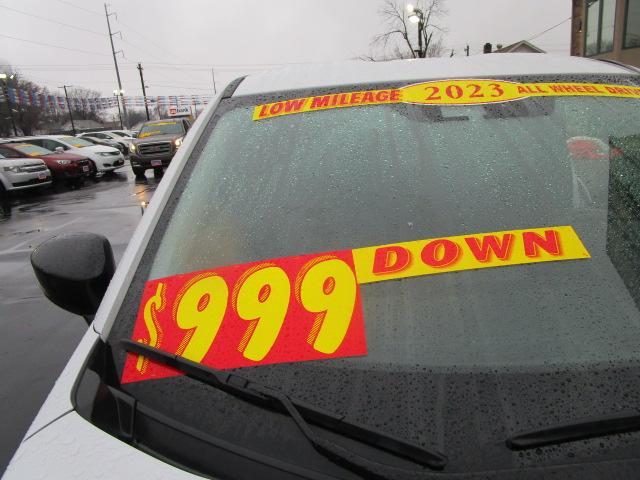 LOW MILEAGE 2023 ALL WHEEL DRIVE
$999 DOWN